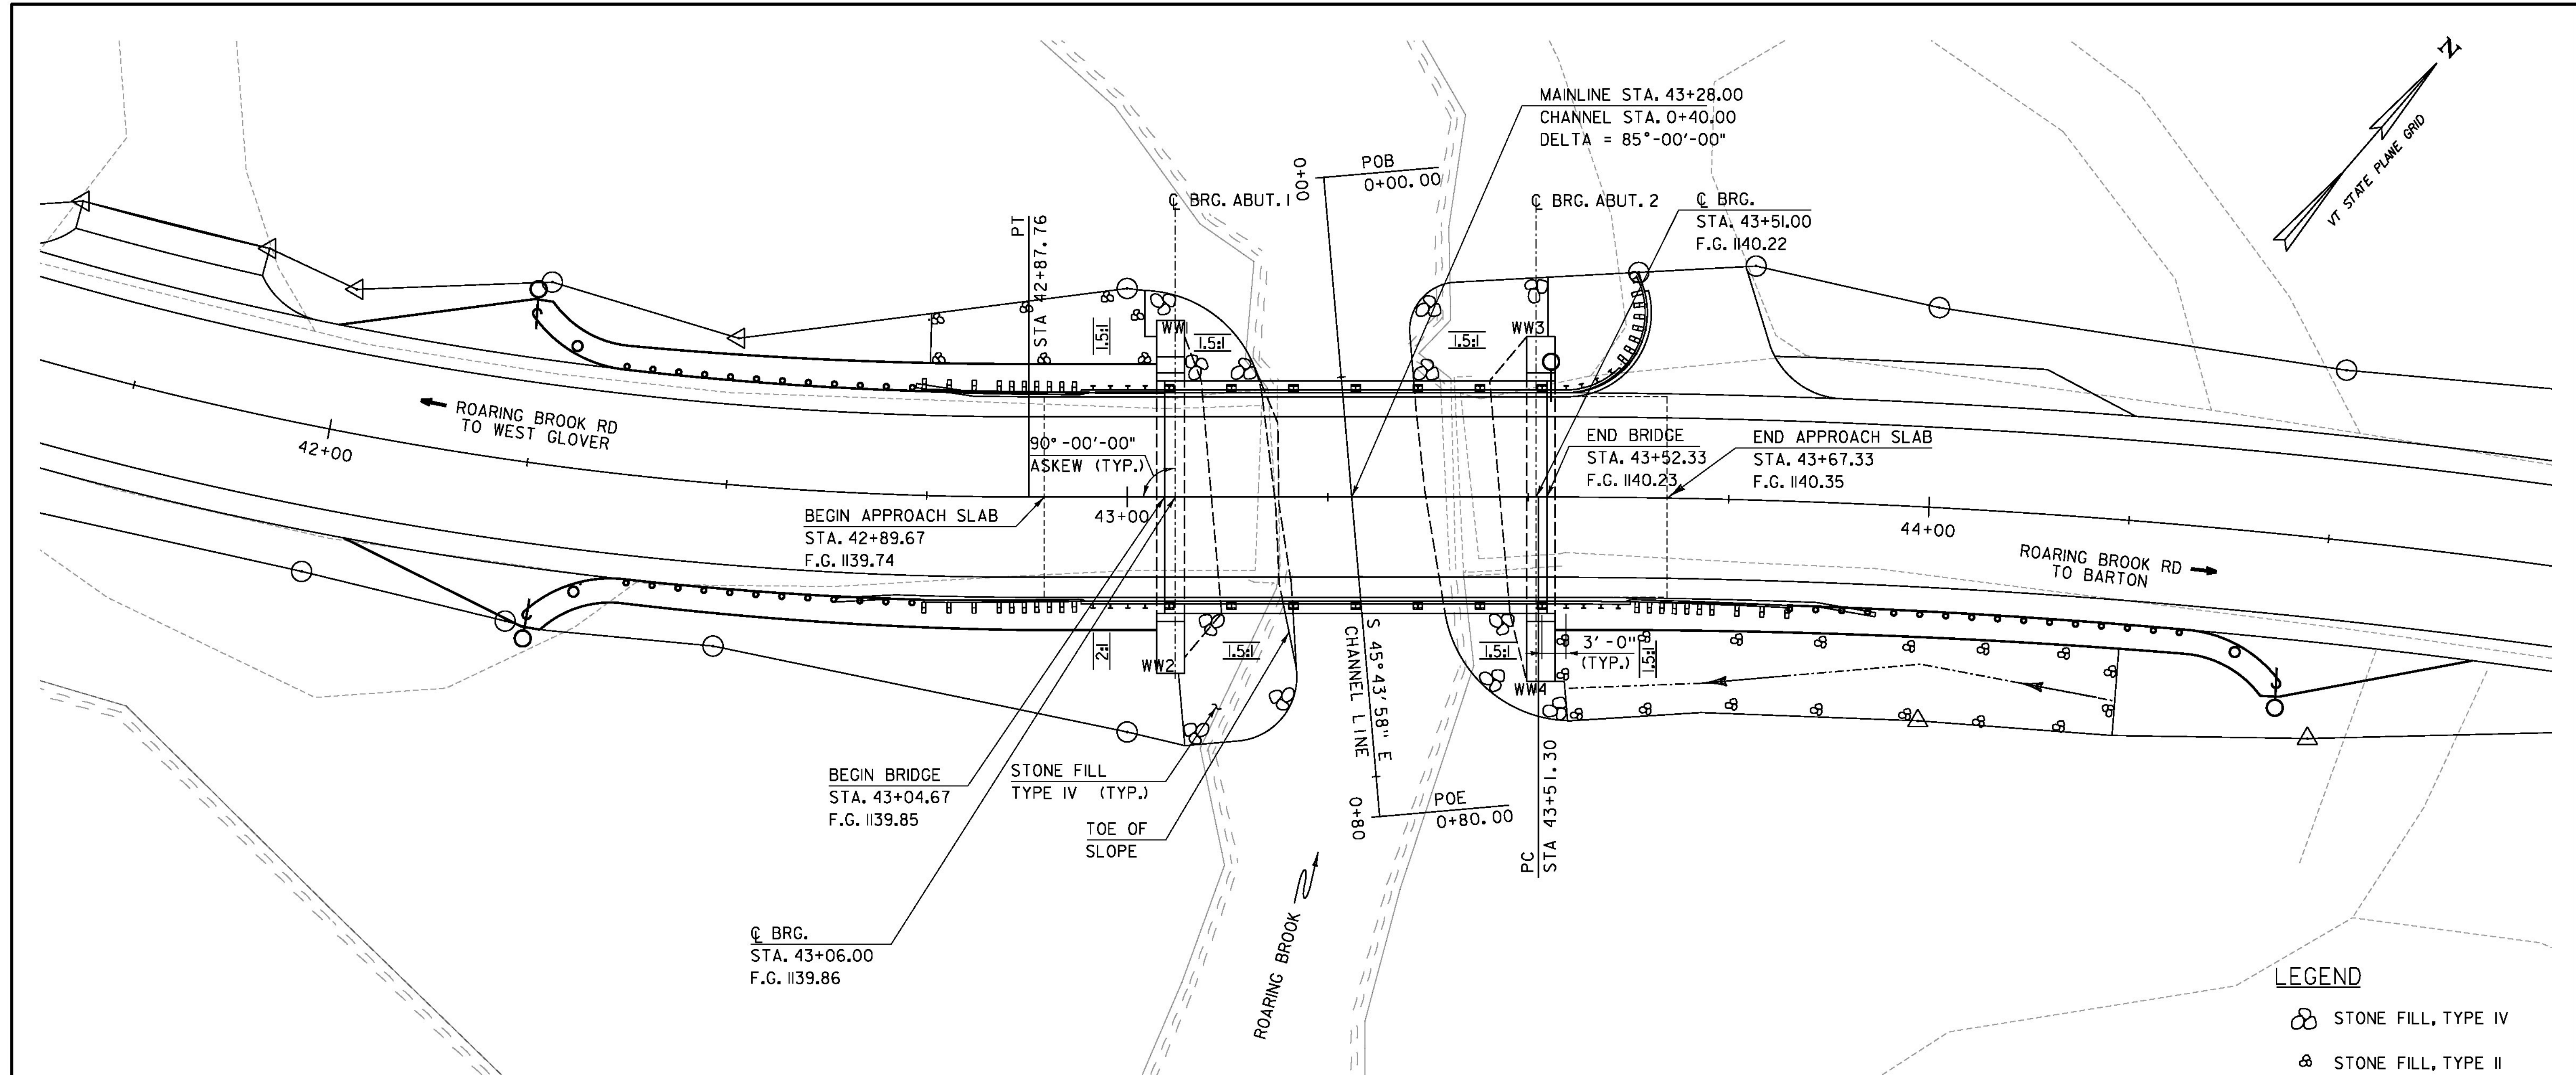 N
VT STATE PLANE GRID
MAINLINE STA. 43+28.00
CHANNEL STA. 0+40.00
DELTA = 85°-00'-00"
0+00
POB
0+00.00
℄ BRG. ABUT. 1
℄ BRG. ABUT. 2
℄ BRG.
STA. 43+51.00
F.G. 1140.22
PT
STA 42+87.76
WW1
1.5:1
1.5:1
1.5:1
WW3
ROARING BROOK RD
TO WEST GLOVER
42+00
90°-00'-00"
ASKEW (TYP.)
43+00
END BRIDGE
STA. 43+52.33
F.G. 1140.23
END APPROACH SLAB
STA. 43+67.33
F.G. 1140.35
BEGIN APPROACH SLAB
STA. 42+89.67
F.G. 1139.74
44+00
ROARING BROOK RD
TO BARTON
2:1
WW2
1.5:1
S 45°43'58" E
CHANNEL LINE
1.5:1
WW4
3'-0"
(TYP.)
1.5:1
BEGIN BRIDGE
STA. 43+04.67
F.G. 1139.85
STONE FILL
TYPE IV (TYP.)
TOE OF
SLOPE
0+80
POE
0+80.00
PC
STA 43+51.30
℄ BRG.
STA. 43+06.00
F.G. 1139.86
ROARING BROOK
LEGEND
STONE FILL, TYPE IV
STONE FILL, TYPE II